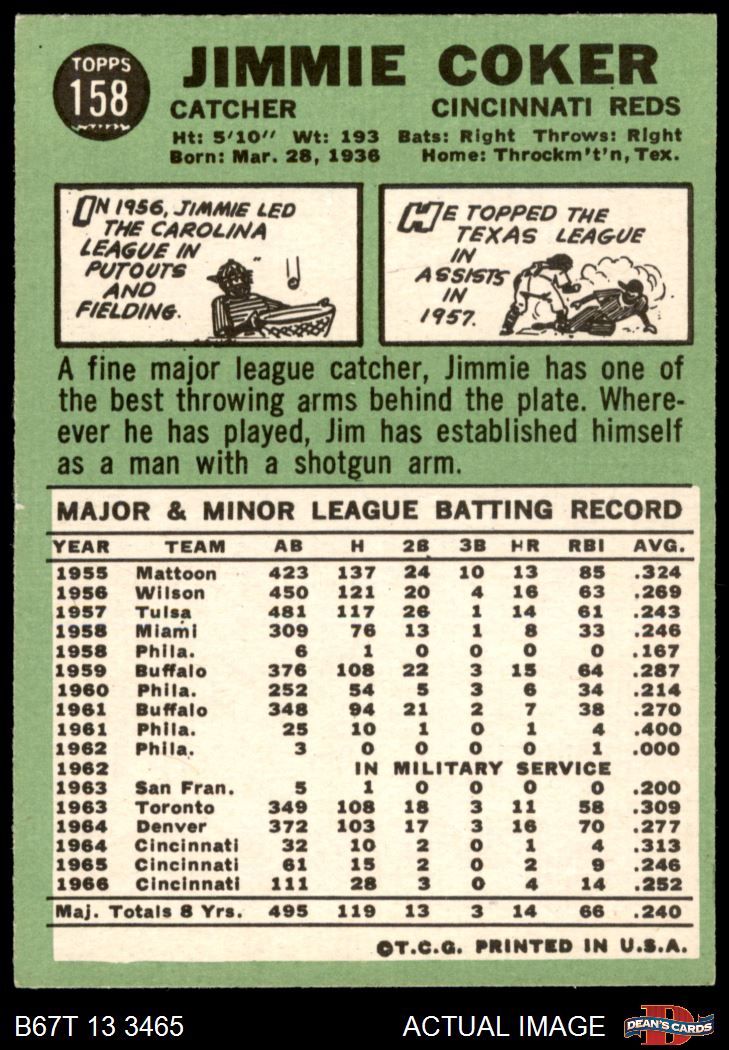 TOPPS
158
JIMMIE COKER
CATCHER CINCINNATI REDS
Ht: 5'10" Wt: 193 Bats: Right Throws: Right
Born: Mar. 28, 1936 Home: Throckm't'n, Tex.
IN 1956, JIMMIE LED
THE CAROLINA
LEAGUE IN
PUTOUTS
AND
FIELDING.
HE TOPPED THE
TEXAS LEAGUE
IN
ASSISTS
IN
1957.
A fine major league catcher, Jimmie has one of
the best throwing arms behind the plate. Where-
ever he has played, Jim has established himself
as a man with a shotgun arm.
MAJOR & MINOR LEAGUE BATTING RECORD
YEAR TEAM AB H 2B 3B HR RBI AVG.
1955 Mattoon 423 137 24 10 13 85 .324
1956 Wilson 450 121 20 4 16 63 .269
1957 Tulsa 481 117 26 1 14 61 .243
1958 Miami 309 76 13 1 8 33 .246
1958 Phila. 6 1 0 0 0 0 .167
1959 Buffalo 376 108 22 3 15 64 .287
1960 Phila. 252 54 5 3 6 34 .214
1961 Buffalo 348 94 21 2 7 38 .270
1961 Phila. 25 10 1 0 1 4 .400
1962 Phila. 3 0 0 0 0 1 .000
1962 IN MILITARY SERVICE
1963 San Fran. 5 1 0 0 0 0 .200
1963 Toronto 349 108 18 3 11 58 .309
1964 Denver 372 103 17 3 16 70 .277
1964 Cincinnati 32 10 2 0 1 4 .313
1965 Cincinnati 61 15 2 0 2 9 .246
1966 Cincinnati 111 28 3 0 4 14 .252
Maj. Totals 8 Yrs. 495 119 13 3 14 66 .240
©T.C.G. PRINTED IN U.S.A.
B67T 13 3465 ACTUAL IMAGE
DEAN'S CARDS